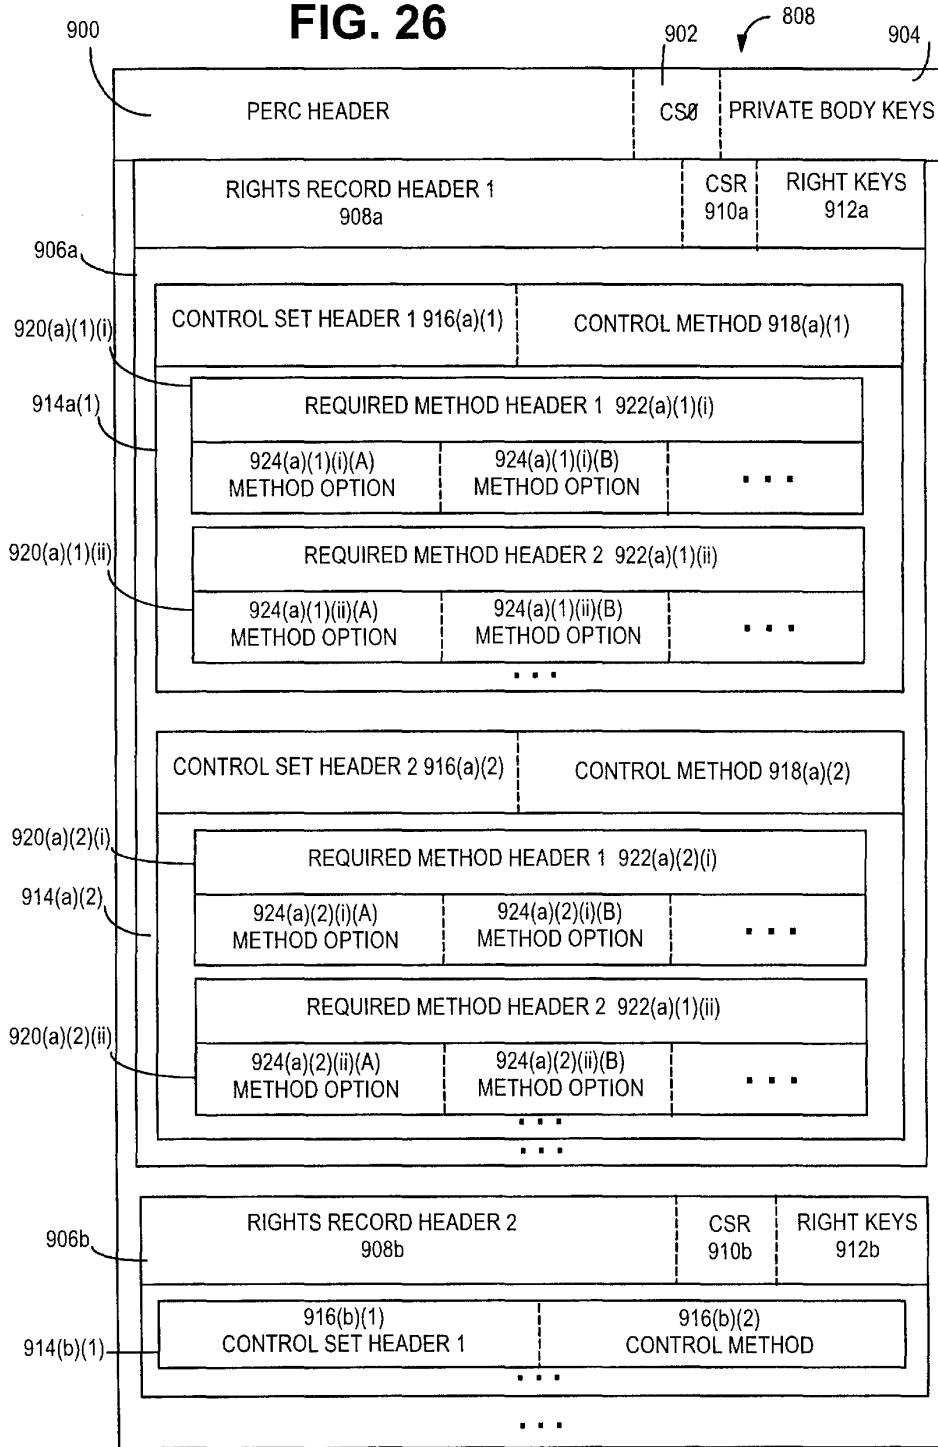 FIG. 26
900
902
808
904
PERC HEADER
CS0
PRIVATE BODY KEYS
RIGHTS RECORD HEADER 1
908a
CSR
910a
RIGHT KEYS
912a
906a
CONTROL SET HEADER 1 916(a)(1)
CONTROL METHOD 918(a)(1)
920(a)(1)(i)
REQUIRED METHOD HEADER 1 922(a)(1)(i)
914a(1)
924(a)(1)(i)(A)
METHOD OPTION
924(a)(1)(i)(B)
METHOD OPTION
...
920(a)(1)(ii)
REQUIRED METHOD HEADER 2 922(a)(1)(ii)
924(a)(1)(ii)(A)
METHOD OPTION
924(a)(1)(ii)(B)
METHOD OPTION
...
...
CONTROL SET HEADER 2 916(a)(2)
CONTROL METHOD 918(a)(2)
920(a)(2)(i)
REQUIRED METHOD HEADER 1 922(a)(2)(i)
914(a)(2)
924(a)(2)(i)(A)
METHOD OPTION
924(a)(2)(i)(B)
METHOD OPTION
...
REQUIRED METHOD HEADER 2 922(a)(1)(ii)
920(a)(2)(ii)
924(a)(2)(ii)(A)
METHOD OPTION
924(a)(2)(ii)(B)
METHOD OPTION
...
...
...
906b
RIGHTS RECORD HEADER 2
908b
CSR
910b
RIGHT KEYS
912b
914(b)(1)
916(b)(1)
CONTROL SET HEADER 1
916(b)(2)
CONTROL METHOD
...
...